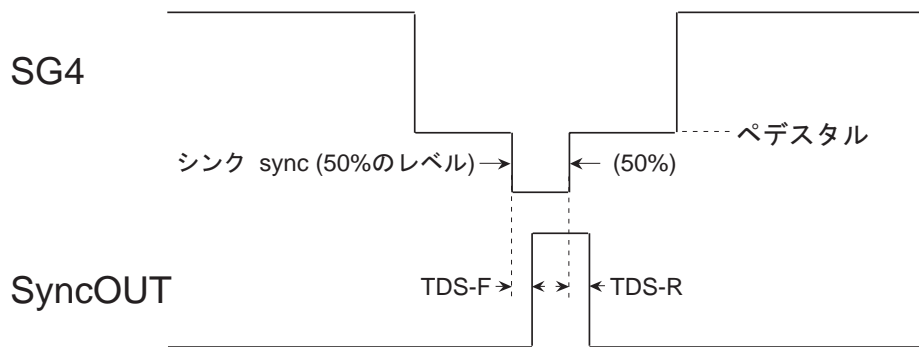 SG4
ペデスタル
シンク sync (50%のレベル) (50%)
TDS-F TDS-R
SyncOUT